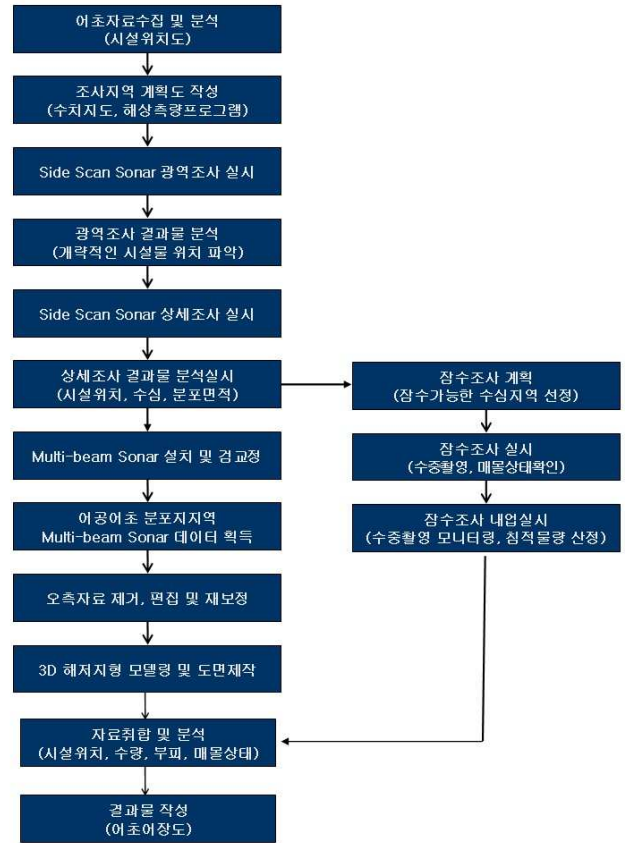 어초자료수집 및 분석
(시설위치도)
조사지역 계획도 작성
(수치지도, 해상측량프로그램)
Side Scan Sonar 광역조사 실시
광역조사 결과물 분석
(개략적인 시설물 위치 파악)
Side Scan Sonar 상세조사 실시
상세조사 결과물 분석실시
(시설위치, 수심, 분포면적)
Multi-beam Sonar 설치 및 검교정
어공어초 분포지지역
Multi-beam Sonar 데이터 획득
오측자료 제거, 편집 및 재보정
3D 해저지형 모델링 및 도면제작
자료취합 및 분석
(시설위치, 수량, 부피, 매몰상태)
결과물 작성
(어초어장도)
잠수조사 계획
(잠수가능한 수심지역 선정)
잠수조사 실시
(수중촬영, 매몰상태확인)
잠수조사 내업실시
(수중촬영 모니터링, 침적물량 산정)